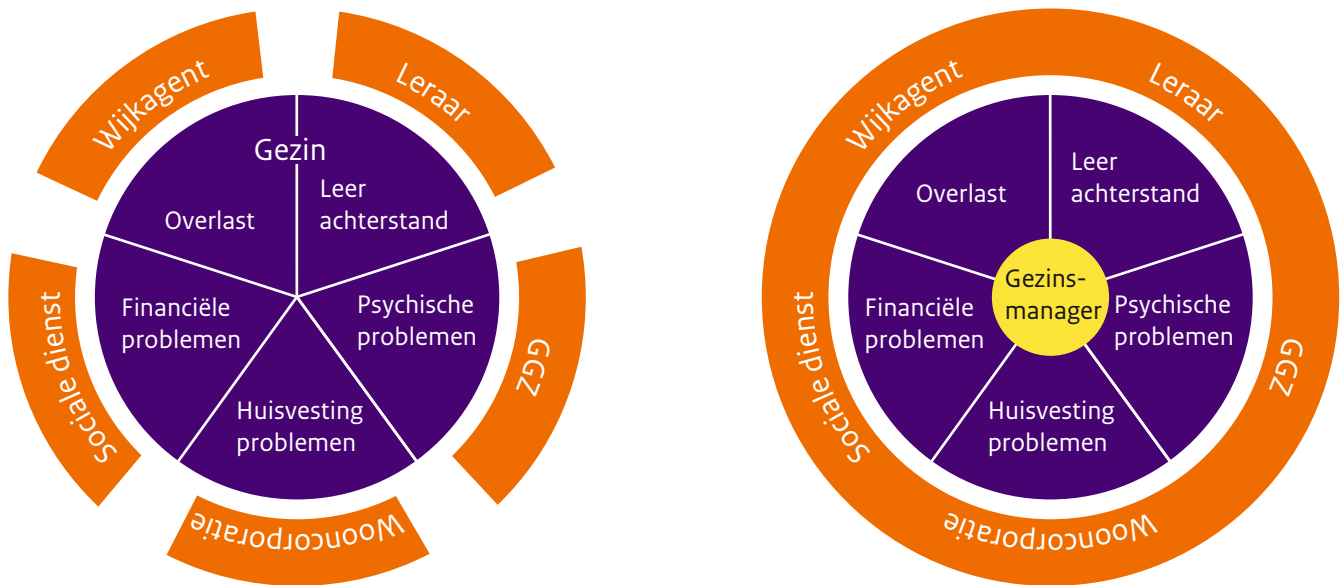 Wijkagent
Leraar
Gezin
Overlast
Leer
achterstand
Financiële
problemen
Psychische
problemen
Huisvesting
problemen
Sociale dienst
GGZ
Wooncorporatie
Wijkagent
Leraar
Overlast
Leer
achterstand
Gezins-
manager
Financiële
problemen
Psychische
problemen
Huisvesting
problemen
Sociale dienst
GGZ
Wooncorporatie